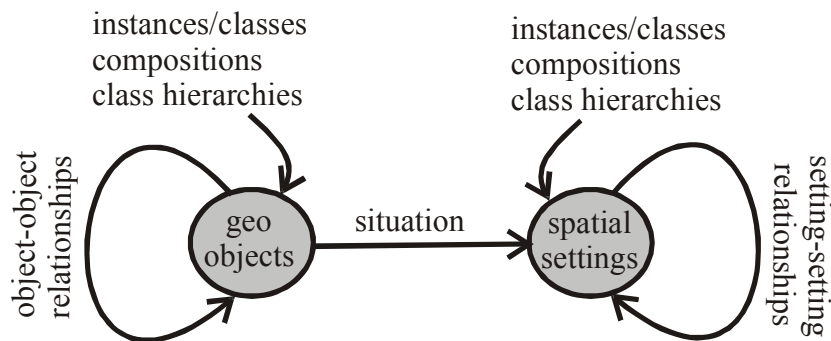 instances/classes
compositions
class hierarchies
instances/classes
compositions
class hierarchies
object-object
relationships
geo
objects
situation
spatial
settings
setting-setting
relationships